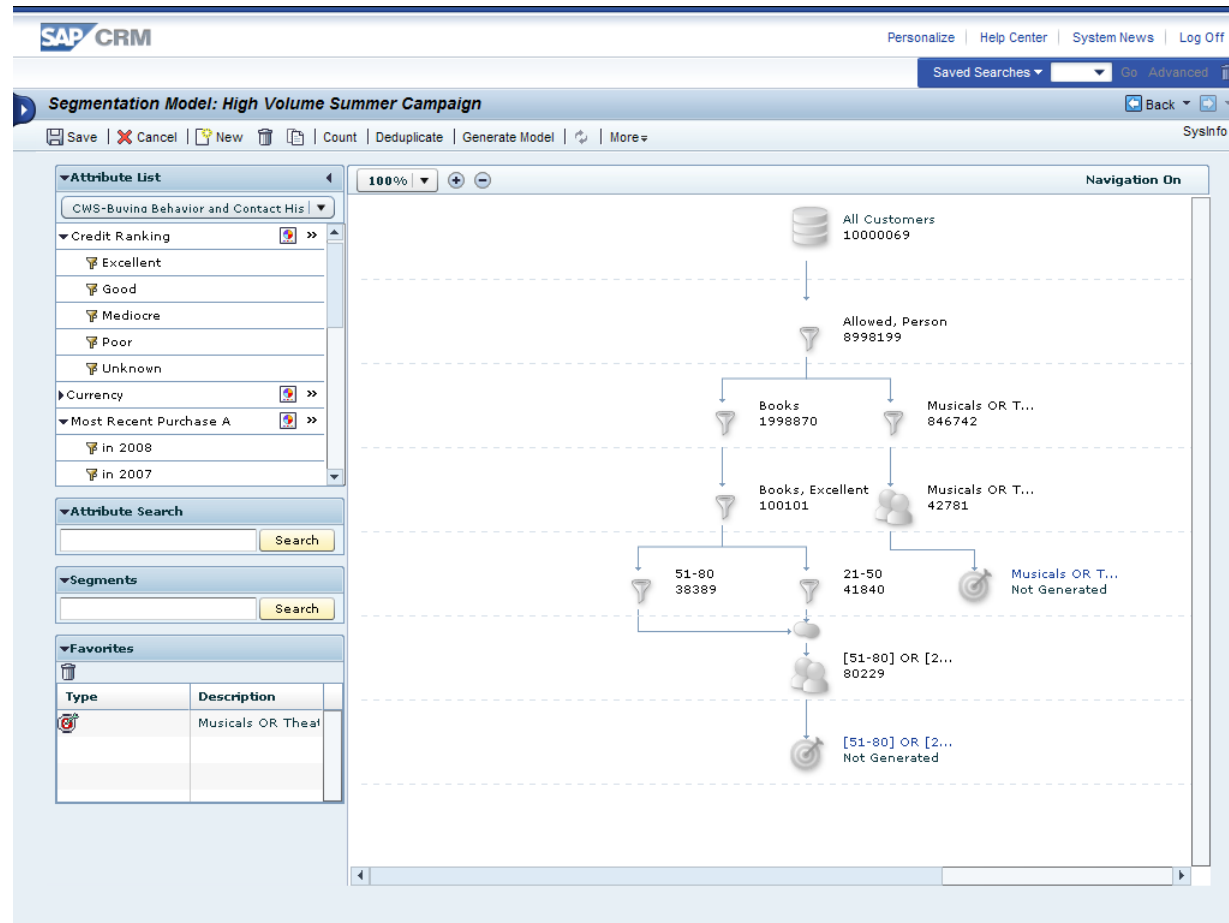 SAP CRM
Personalize | Help Center | System News | Log Off
Saved Searches Go Advanced
Segmentation Model: High Volume Summer Campaign
Back
Save | Cancel | New | Count | Deduplicate | Generate Model | More
SysInfo
Attribute List
CWS-Buying Behavior and Contact His
Credit Ranking
Excellent
Good
Mediocre
Poor
Unknown
Currency
Most Recent Purchase A
in 2008
in 2007
Attribute Search
Search
Segments
Search
Favorites
Type Description
Musicals OR Theat
100%
Navigation On
All Customers
10000069
Allowed, Person
8998199
Books
1998870
Musicals OR T...
846742
Books, Excellent
100101
Musicals OR T...
42781
51-80
38389
21-50
41840
Musicals OR T...
Not Generated
[51-80] OR [2...
80229
[51-80] OR [2...
Not Generated